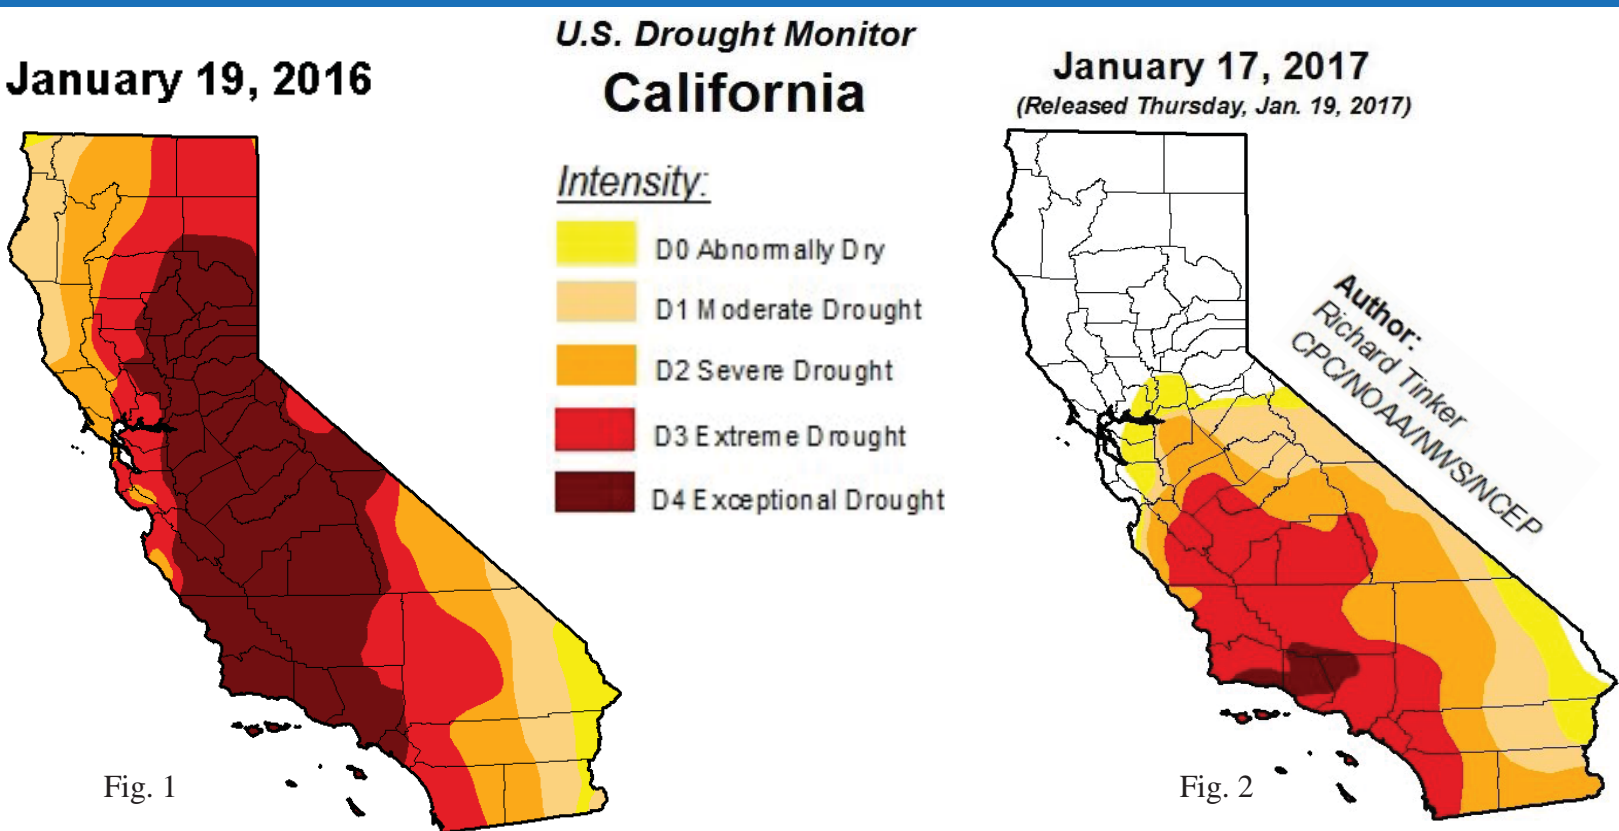 U.S. Drought Monitor
California
January 19, 2016
January 17, 2017
(Released Thursday, Jan. 19, 2017)
Intensity:
D0 Abnormally Dry
D1 Moderate Drought
D2 Severe Drought
D3 Extreme Drought
D4 Exceptional Drought
Author:
Richard Tinker
CPC/NOAA/NWS/NCEP
Fig. 1
Fig. 2